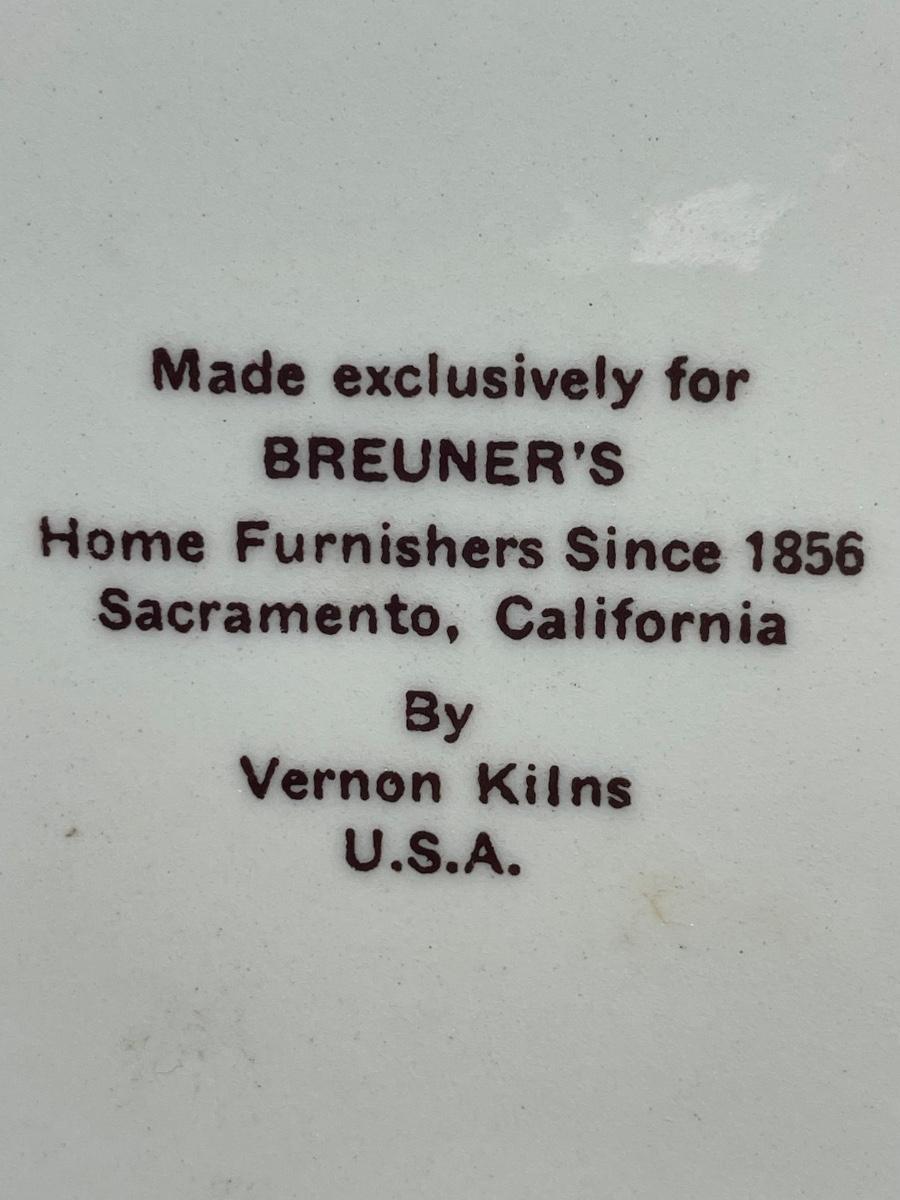 Made exclusively for
BREUNER'S
Home Furnishers Since 1856
Sacramento, California
By
Vernon Kilns
U.S.A.